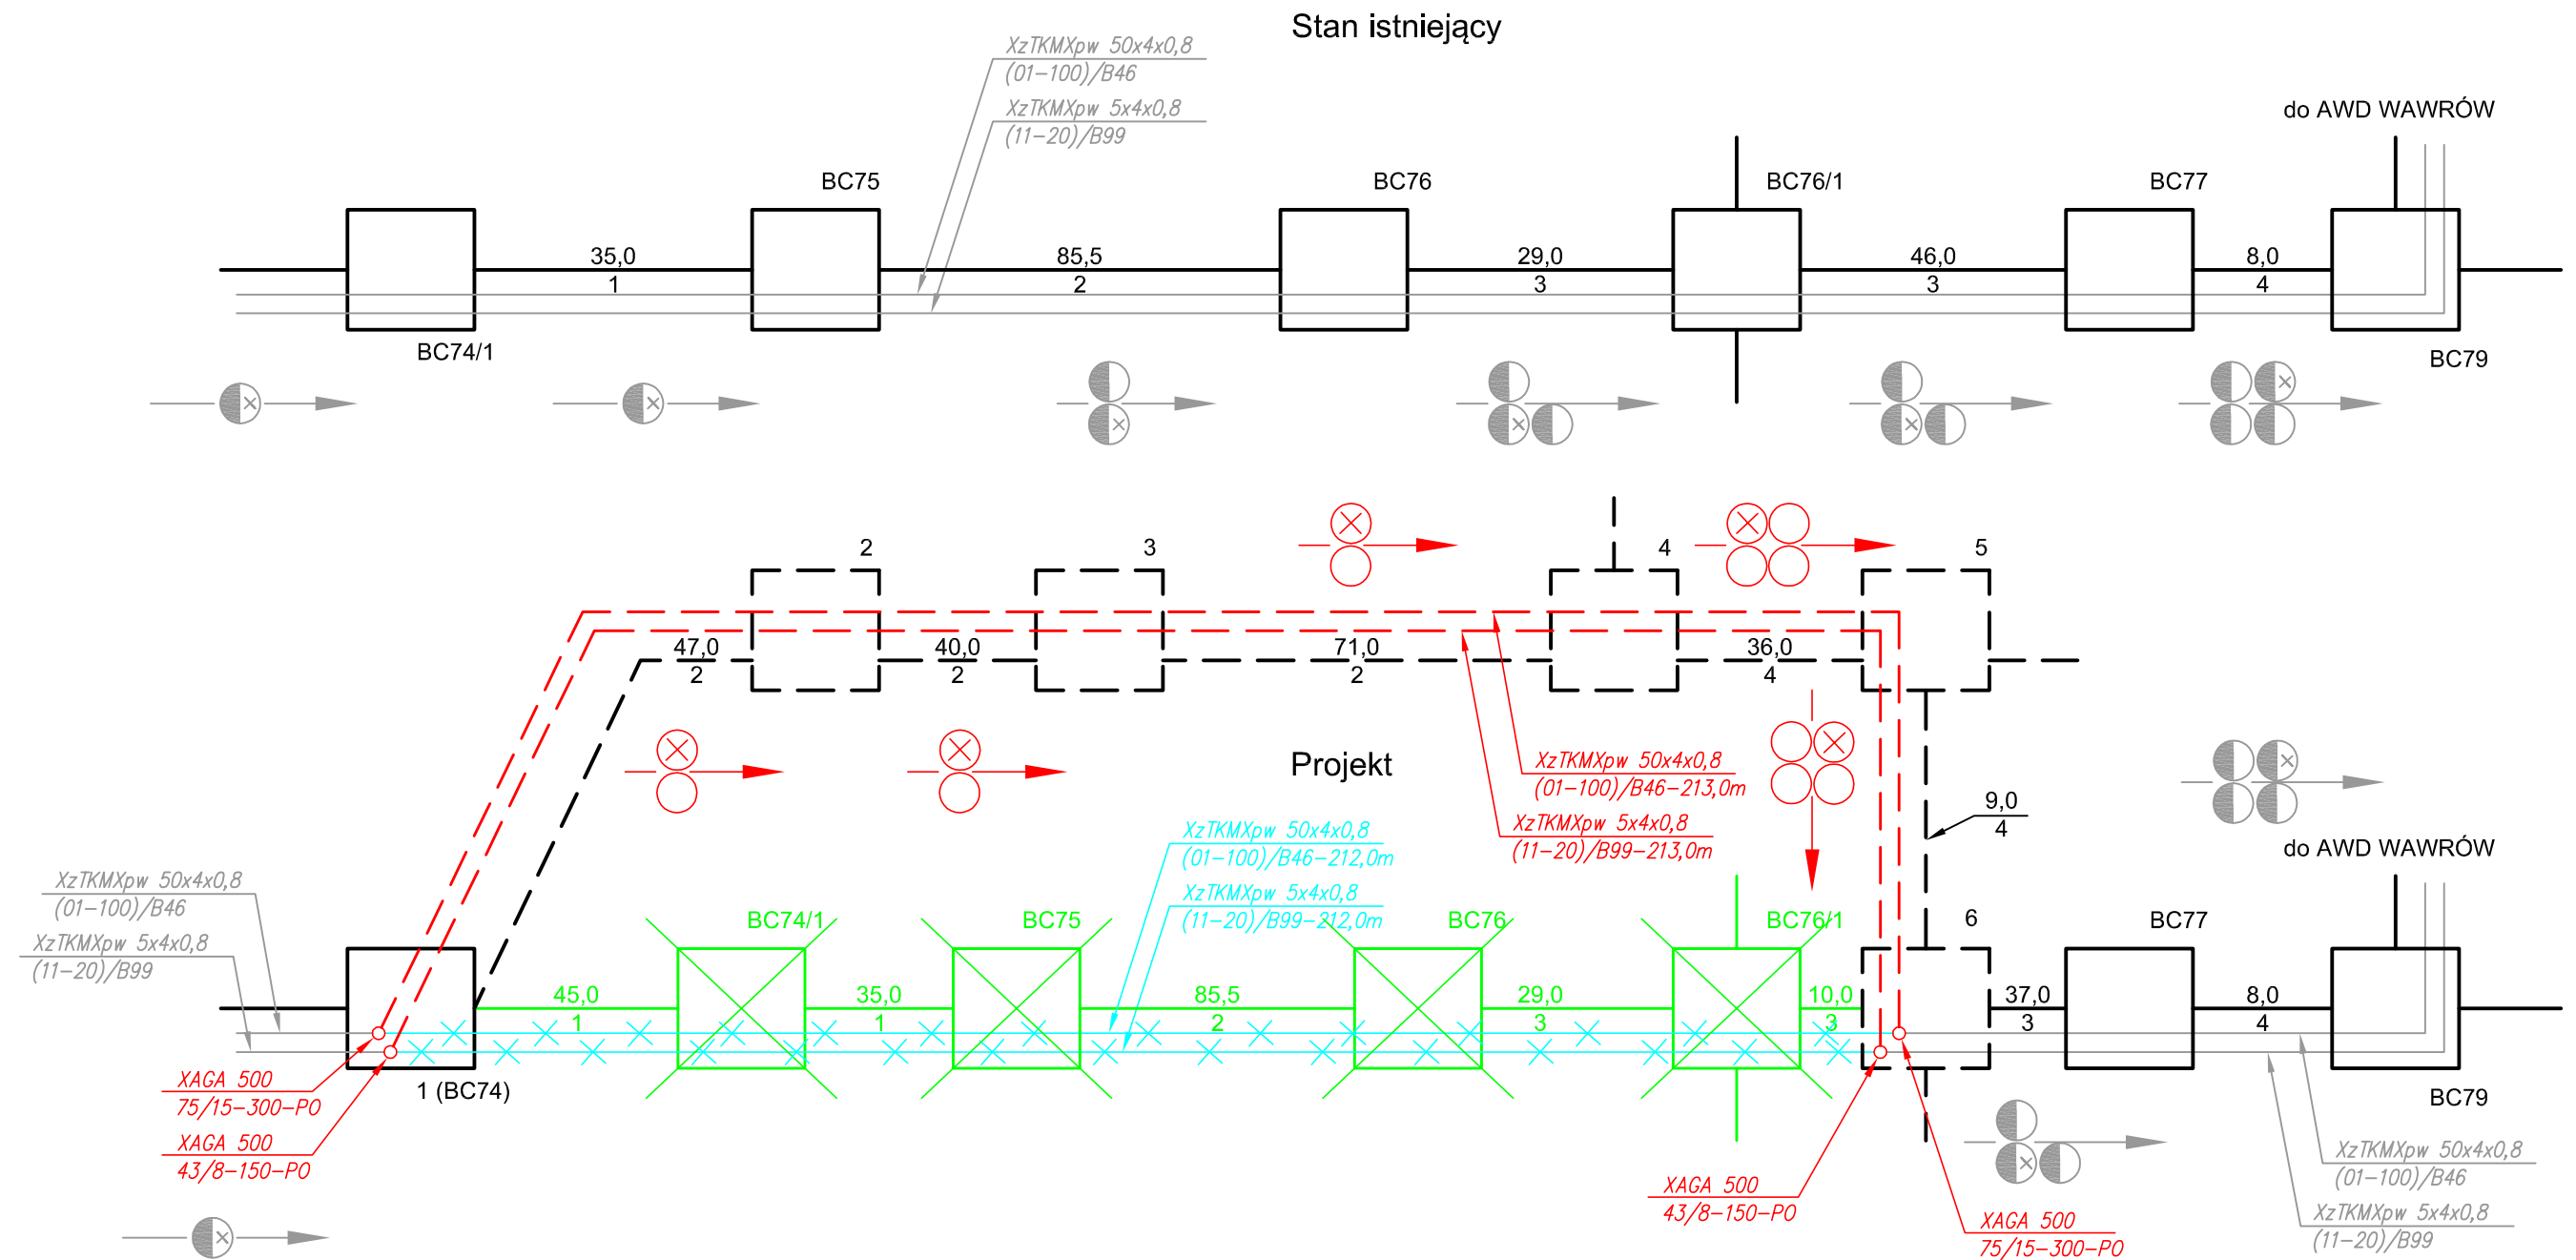 Stan istniejący
XzTKMXpw 50x4x0,8
(01-100)/B46
XzTKMXpw 5x4x0,8
(11-20)/B99
do AWD WAWRÓW
BC75
BC76
BC76/1
BC77
35,0
1
85,5
2
29,0
3
46,0
3
8,0
4
BC74/1
BC79
2
3
4
5
47,0
2
40,0
2
71,0
2
36,0
4
Projekt
XzTKMXpw 50x4x0,8
(01-100)/B46-213,0m
XzTKMXpw 5x4x0,8
(11-20)/B99-213,0m
9,0
4
XzTKMXpw 50x4x0,8
(01-100)/B46-212,0m
XzTKMXpw 5x4x0,8
(11-20)/B99-212,0m
do AWD WAWRÓW
XzTKMXpw 50x4x0,8
(01-100)/B46
XzTKMXpw 5x4x0,8
(11-20)/B99
BC74/1
BC75
BC76
BC76/1
6
BC77
45,0
1
35,0
1
85,5
2
29,0
3
10,0
3
37,0
3
8,0
4
XAGA 500
75/15-300-PO
1 (BC74)
BC79
XAGA 500
43/8-150-PO
XAGA 500
43/8-150-PO
XAGA 500
75/15-300-PO
XzTKMXpw 50x4x0,8
(01-100)/B46
XzTKMXpw 5x4x0,8
(11-20)/B99